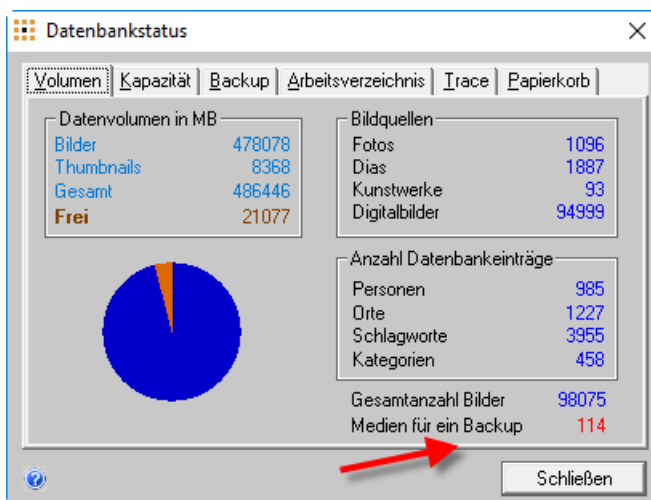 Datenbankstatus
Volumen Kapazität Backup Arbeitsverzeichnis Trace Papierkorb
Datenvolumen in MB
Bilder 478078
Thumbnails 8368
Gesamt 486446
Frei 21077
Bildquellen
Fotos 1096
Dias 1887
Kunstwerke 93
Digitalbilder 94999
Anzahl Datenbankeinträge
Personen 985
Orte 1227
Schlagworte 3955
Kategorien 458
Gesamtanzahl Bilder 98075
Medien für ein Backup 114
Schließen